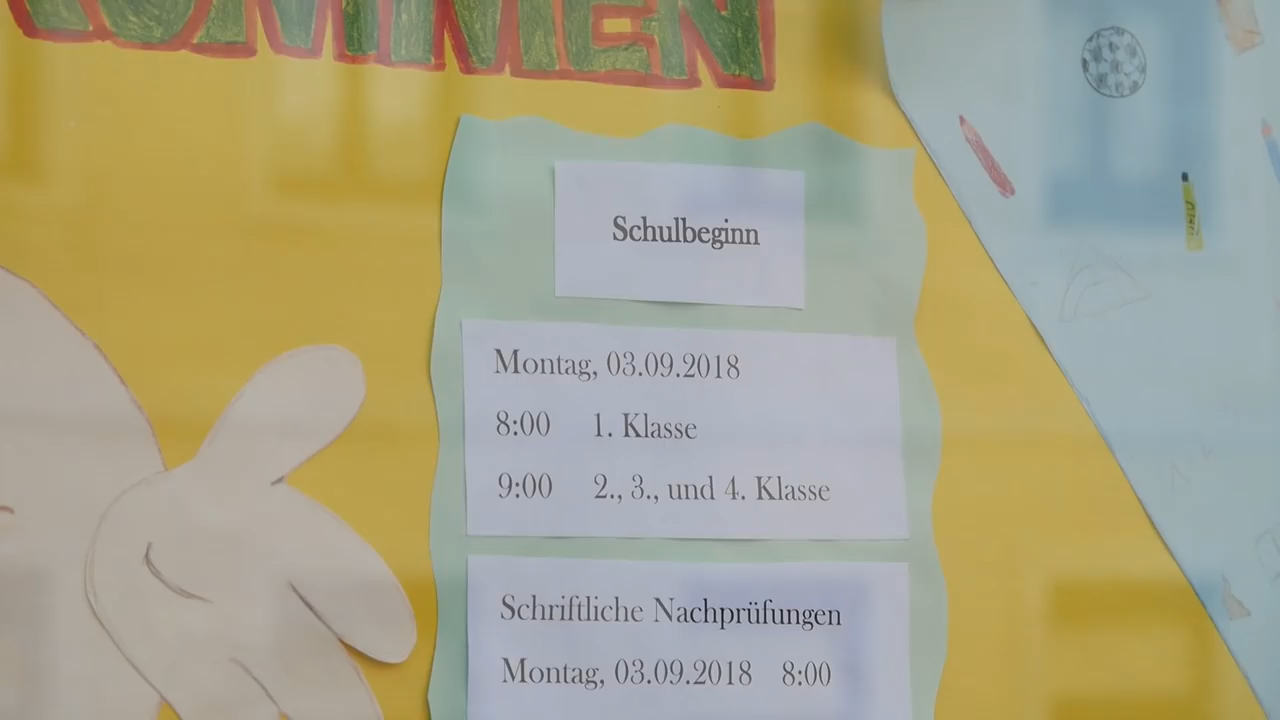 Schulbeginn
Montag, 03.09.2018
8:00 1. Klasse
9:00 2., 3., und 4. Klasse
Schriftliche Nachprüfungen
Montag, 03.09.2018 8:00